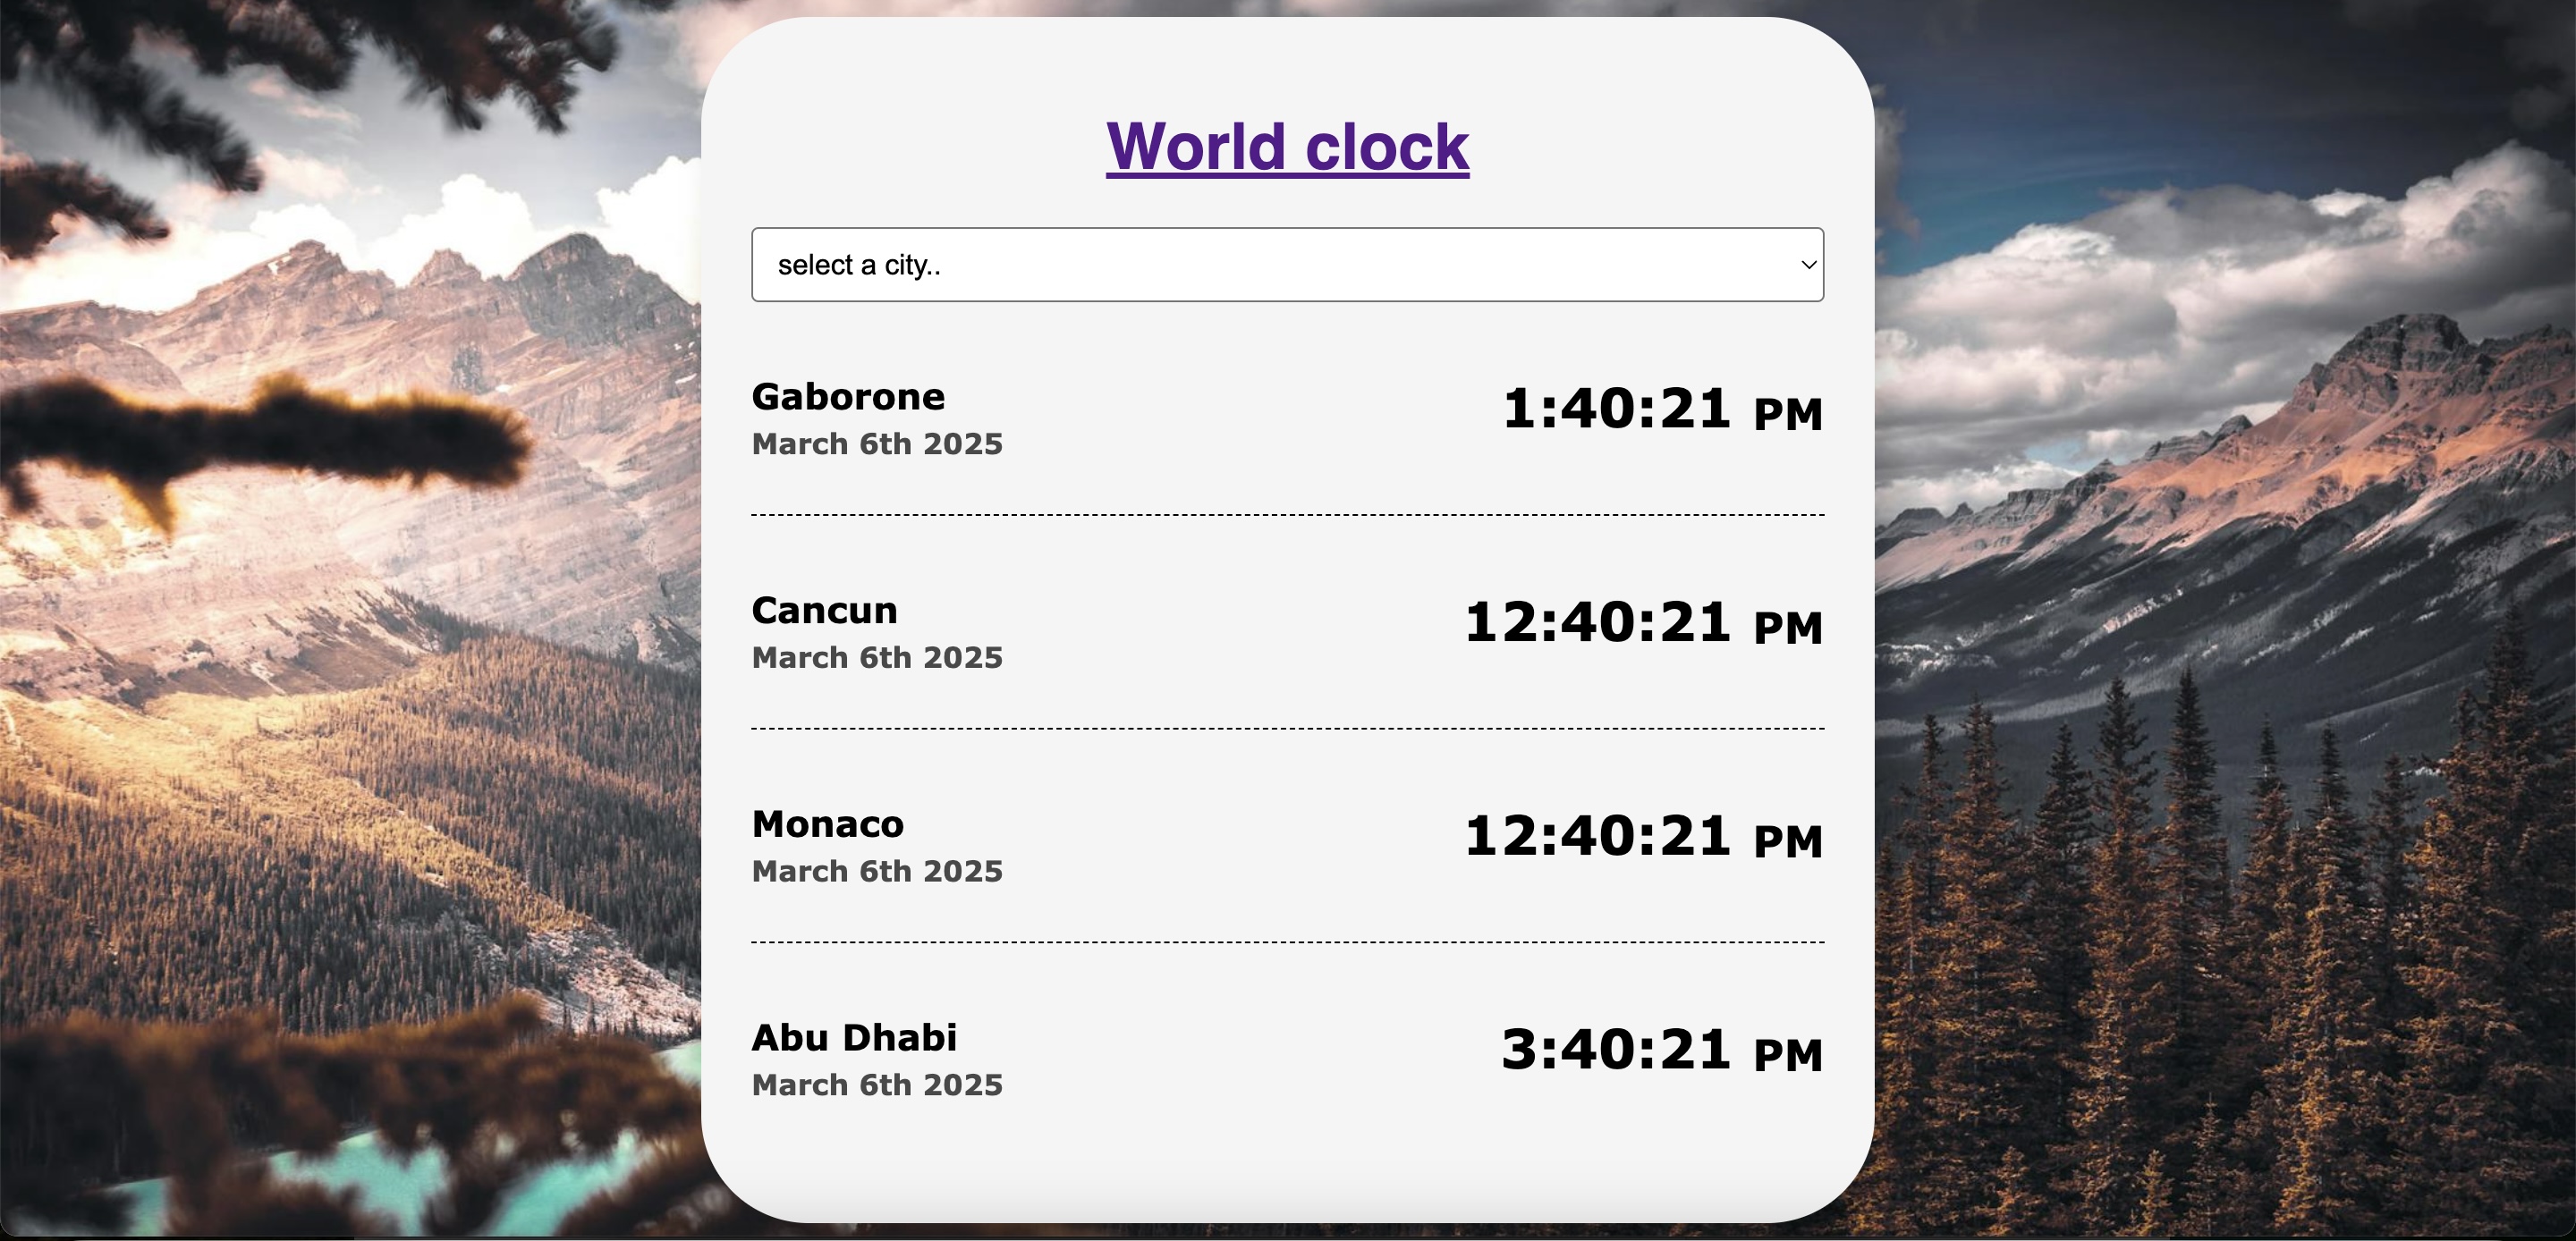 World clock
select a city..
Gaborone
1:40:21 PM
March 6th 2025
Cancun
12:40:21 PM
March 6th 2025
Monaco
12:40:21 PM
March 6th 2025
Abu Dhabi
3:40:21 PM
March 6th 2025